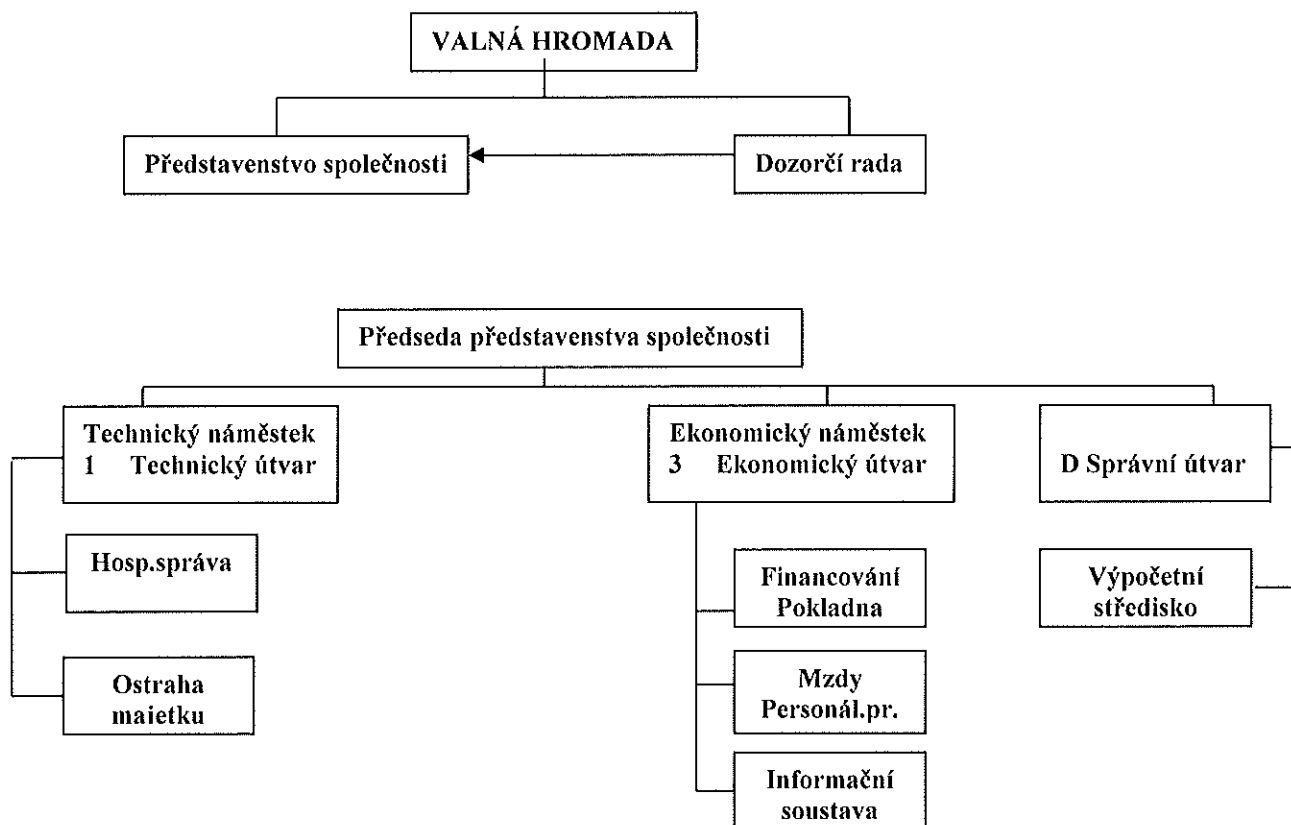 VALNÁ HROMADA
Představenstvo společnosti
Dozorčí rada
Předseda představenstva společnosti
Technický náměstek
1 Technický útvar
Ekonomický náměstek
3 Ekonomický útvar
D Správní útvar
Hosp.správa
Financování
Pokladna
Výpočetní
středisko
Ostraha
maietku
Mzdy
Personál.pr.
Informační
soustava